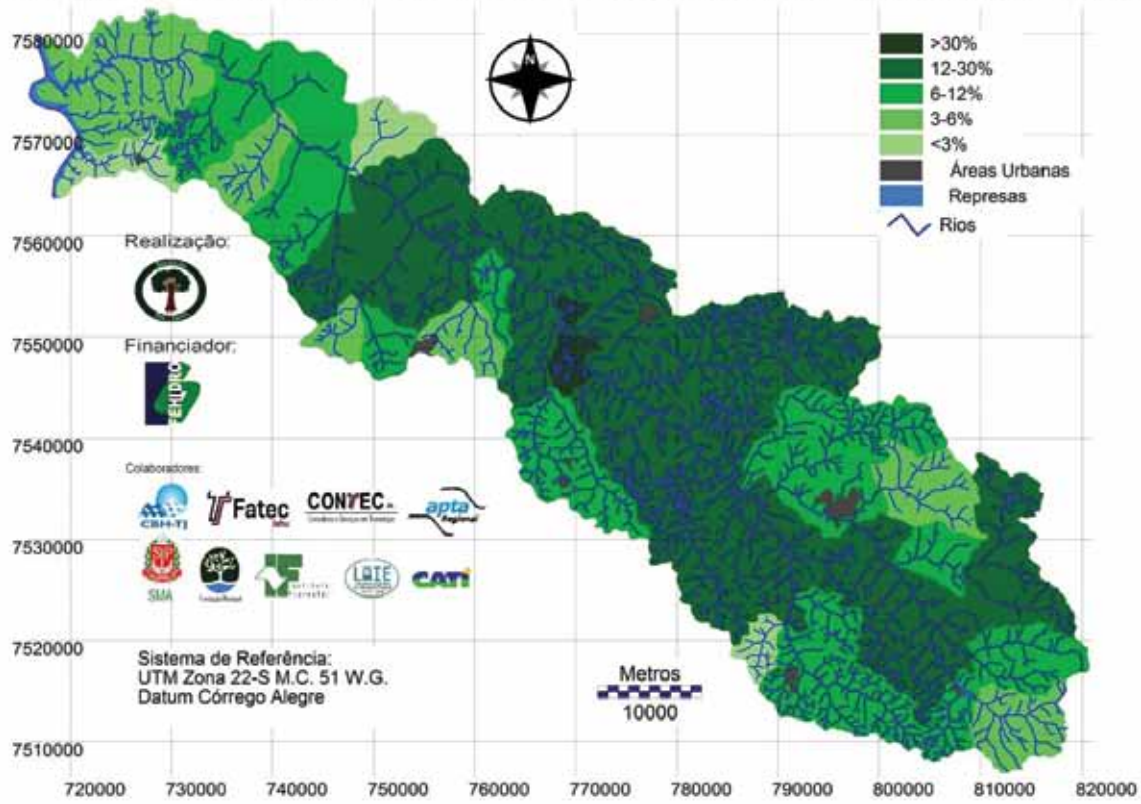 N
>30%
12-30%
6-12%
3-6%
<3%
Áreas Urbanas
Represas
Rios
7580000
7570000
7560000
7550000
7540000
7530000
7520000
7510000
Realização:
Financiador:
FEHIDRO
Colaboradores:
CBH-TJ
Fatec
apta
Regional
SMA
CATI
Sistema de Referência:
UTM Zona 22-S M.C. 51 W.G.
Datum Córrego Alegre
Metros
10000
720000 730000 740000 750000 760000 770000 780000 790000 800000 810000 820000